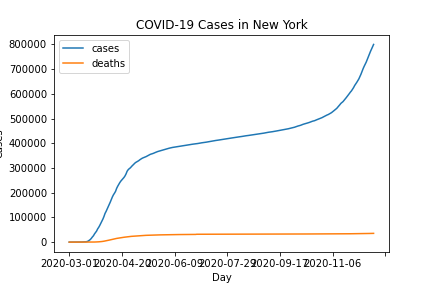 COVID-19 Cases in New York
cases
deaths
800000
700000
600000
500000
400000
300000
200000
100000
0
cases
2020-03-01 2020-04-20 2020-06-09 2020-07-29 2020-09-17 2020-11-06
Day